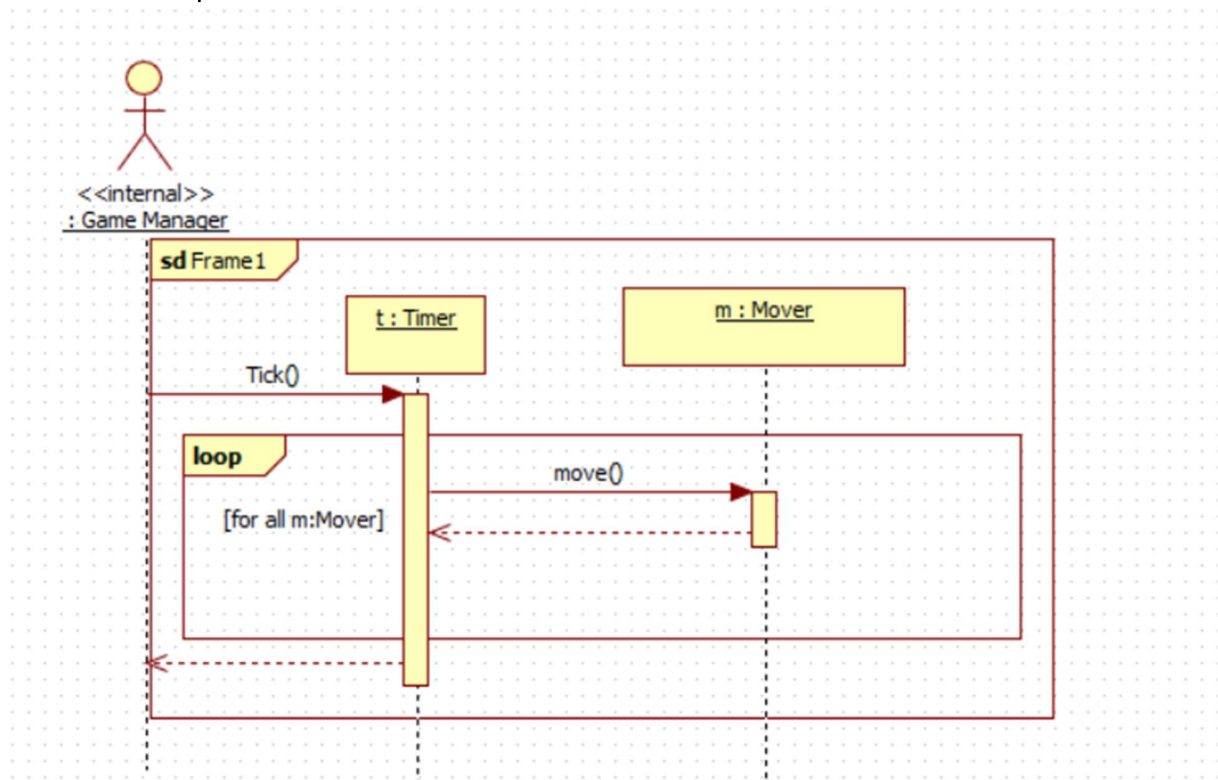 <<internal>>
: Game Manager
sd Frame1
t : Timer
m : Mover
Tick()
loop
move()
[for all m:Mover]